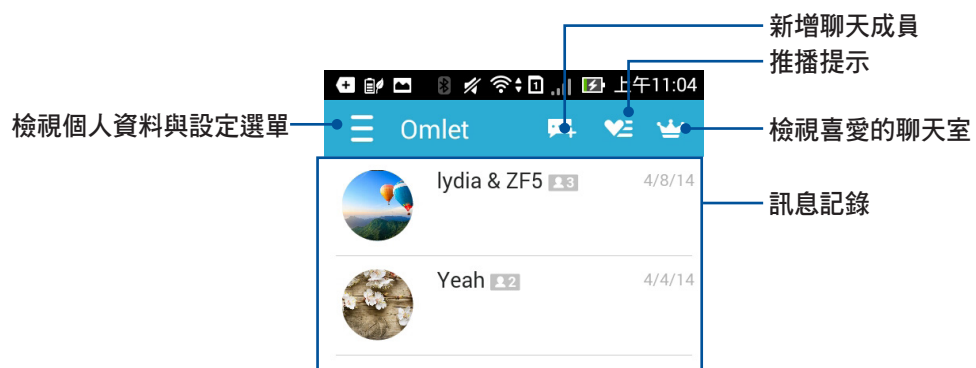 新增聊天成員
推播提示
上午11:04
檢視個人資料與設定選單
Omlet
檢視喜愛的聊天室
lydia & ZF5 3
4/8/14
訊息記錄
Yeah 2
4/4/14